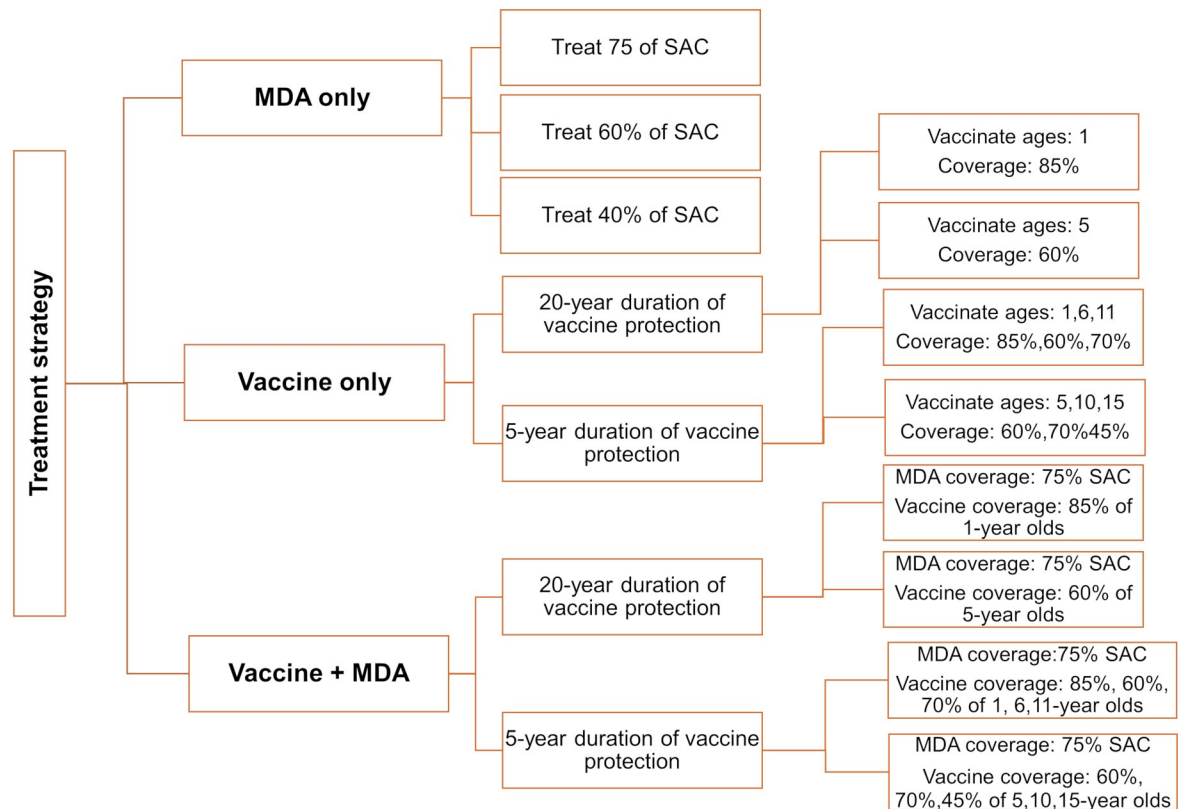 Treatment strategy
MDA only
Treat 75 of SAC
Treat 60% of SAC
Treat 40% of SAC
Vaccine only
20-year duration of
vaccine protection
Vaccinate ages: 1
Coverage: 85%
Vaccinate ages: 5
Coverage: 60%
5-year duration of vaccine
protection
Vaccinate ages: 1,6,11
Coverage: 85%,60%,70%
Vaccinate ages: 5,10,15
Coverage: 60%,70%45%
Vaccine + MDA
20-year duration of
vaccine protection
MDA coverage: 75% SAC
Vaccine coverage: 85% of
1-year olds
MDA coverage: 75% SAC
Vaccine coverage: 60% of
5-year olds
5-year duration of vaccine
protection
MDA coverage:75% SAC
Vaccine coverage: 85%, 60%,
70% of 1, 6,11-year olds
MDA coverage: 75% SAC
Vaccine coverage: 60%,
70%,45% of 5,10,15-year olds